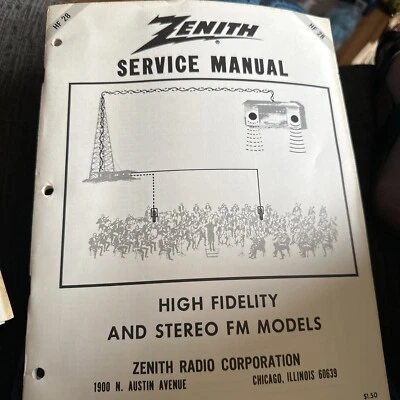 HF 28
HF 28
ZENITH®
SERVICE MANUAL
HIGH FIDELITY
AND STEREO FM MODELS
ZENITH RADIO CORPORATION
1900 N. AUSTIN AVENUE CHICAGO, ILLINOIS 60639
$1.50